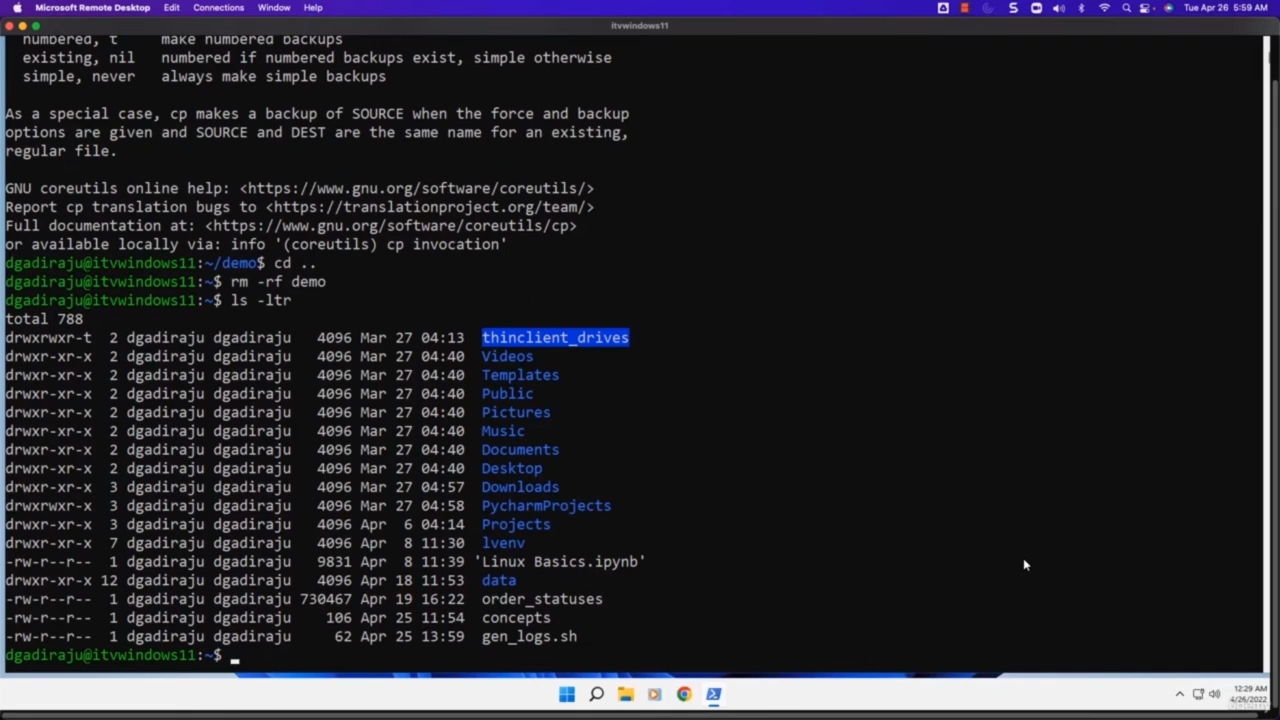 Microsoft Remote Desktop Edit Connections Window Help Tue Apr 26 5:59 AM
itvwindows11
numbered, t make numbered backups
existing, nil numbered if numbered backups exist, simple otherwise
simple, never always make simple backups
As a special case, cp makes a backup of SOURCE when the force and backup
options are given and SOURCE and DEST are the same name for an existing,
regular file.
GNU coreutils online help: <https://www.gnu.org/software/coreutils/>
Report cp translation bugs to <https://translationproject.org/team/>
Full documentation at: <https://www.gnu.org/software/coreutils/cp>
or available locally via: info '(coreutils) cp invocation'
dgadiraju@itvwindows11:~/demo$ cd ..
dgadiraju@itvwindows11:~$ rm -rf demo
dgadiraju@itvwindows11:~$ ls -ltr
total 788
drwxrwxr-t 2 dgadiraju dgadiraju 4096 Mar 27 04:13 thinclient_drives
drwxr-xr-x 2 dgadiraju dgadiraju 4096 Mar 27 04:40 Videos
drwxr-xr-x 2 dgadiraju dgadiraju 4096 Mar 27 04:40 Templates
drwxr-xr-x 2 dgadiraju dgadiraju 4096 Mar 27 04:40 Public
drwxr-xr-x 2 dgadiraju dgadiraju 4096 Mar 27 04:40 Pictures
drwxr-xr-x 2 dgadiraju dgadiraju 4096 Mar 27 04:40 Music
drwxr-xr-x 2 dgadiraju dgadiraju 4096 Mar 27 04:40 Documents
drwxr-xr-x 2 dgadiraju dgadiraju 4096 Mar 27 04:40 Desktop
drwxr-xr-x 3 dgadiraju dgadiraju 4096 Mar 27 04:57 Downloads
drwxrwxr-x 3 dgadiraju dgadiraju 4096 Mar 27 04:58 PycharmProjects
drwxr-xr-x 3 dgadiraju dgadiraju 4096 Apr 6 04:14 Projects
drwxr-xr-x 7 dgadiraju dgadiraju 4096 Apr 8 11:30 lvenv
-rw-r--r-- 1 dgadiraju dgadiraju 9831 Apr 8 11:39 'Linux Basics.ipynb'
drwxr-xr-x 12 dgadiraju dgadiraju 4096 Apr 18 11:53 data
-rw-r--r-- 1 dgadiraju dgadiraju 730467 Apr 19 16:22 order_statuses
-rw-r--r-- 1 dgadiraju dgadiraju 106 Apr 25 11:54 concepts
-rw-r--r-- 1 dgadiraju dgadiraju 62 Apr 25 13:59 gen_logs.sh
dgadiraju@itvwindows11:~$
12:29 AM
4/26/2022